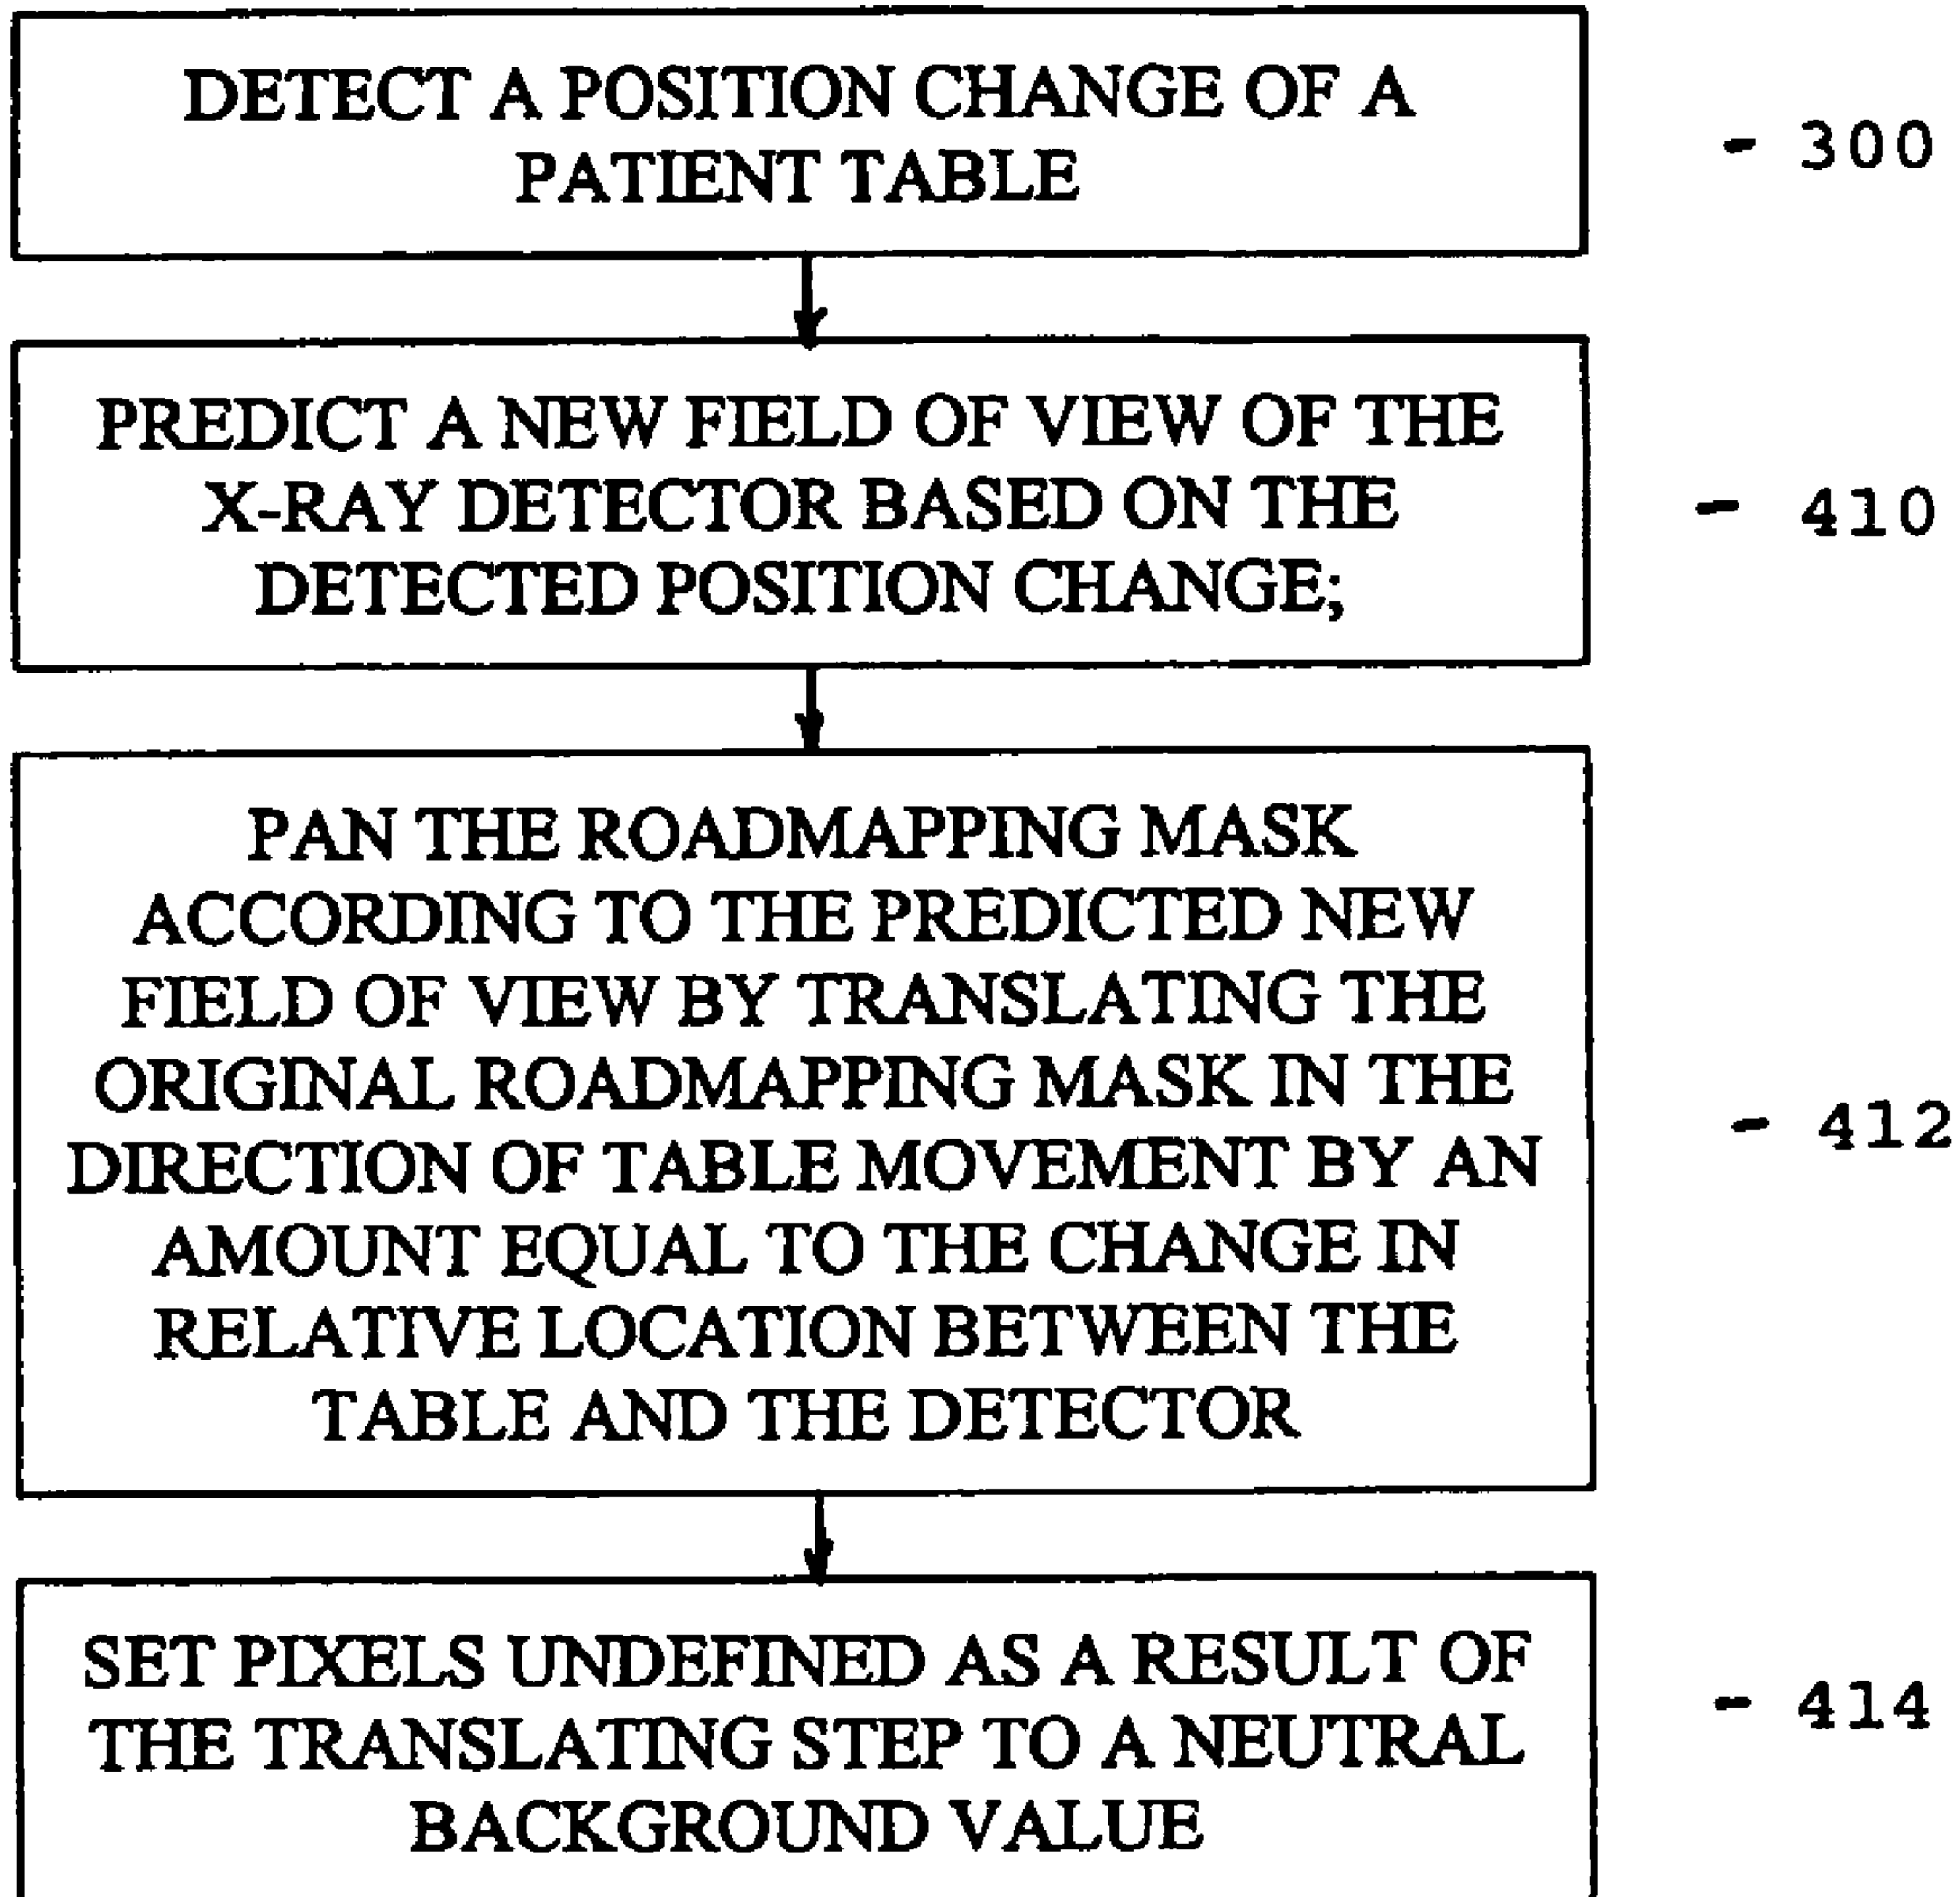 DETECT A POSITION CHANGE OF A
PATIENT TABLE
- 300
PREDICT A NEW FIELD OF VIEW OF THE
X-RAY DETECTOR BASED ON THE
DETECTED POSITION CHANGE;
- 410
PAN THE ROADMAPPING MASK
ACCORDING TO THE PREDICTED NEW
FIELD OF VIEW BY TRANSLATING THE
ORIGINAL ROADMAPPING MASK IN THE
DIRECTION OF TABLE MOVEMENT BY AN
AMOUNT EQUAL TO THE CHANGE IN
RELATIVE LOCATION BETWEEN THE
TABLE AND THE DETECTOR
- 412
SET PIXELS UNDEFINED AS A RESULT OF
THE TRANSLATING STEP TO A NEUTRAL
BACKGROUND VALUE
- 414